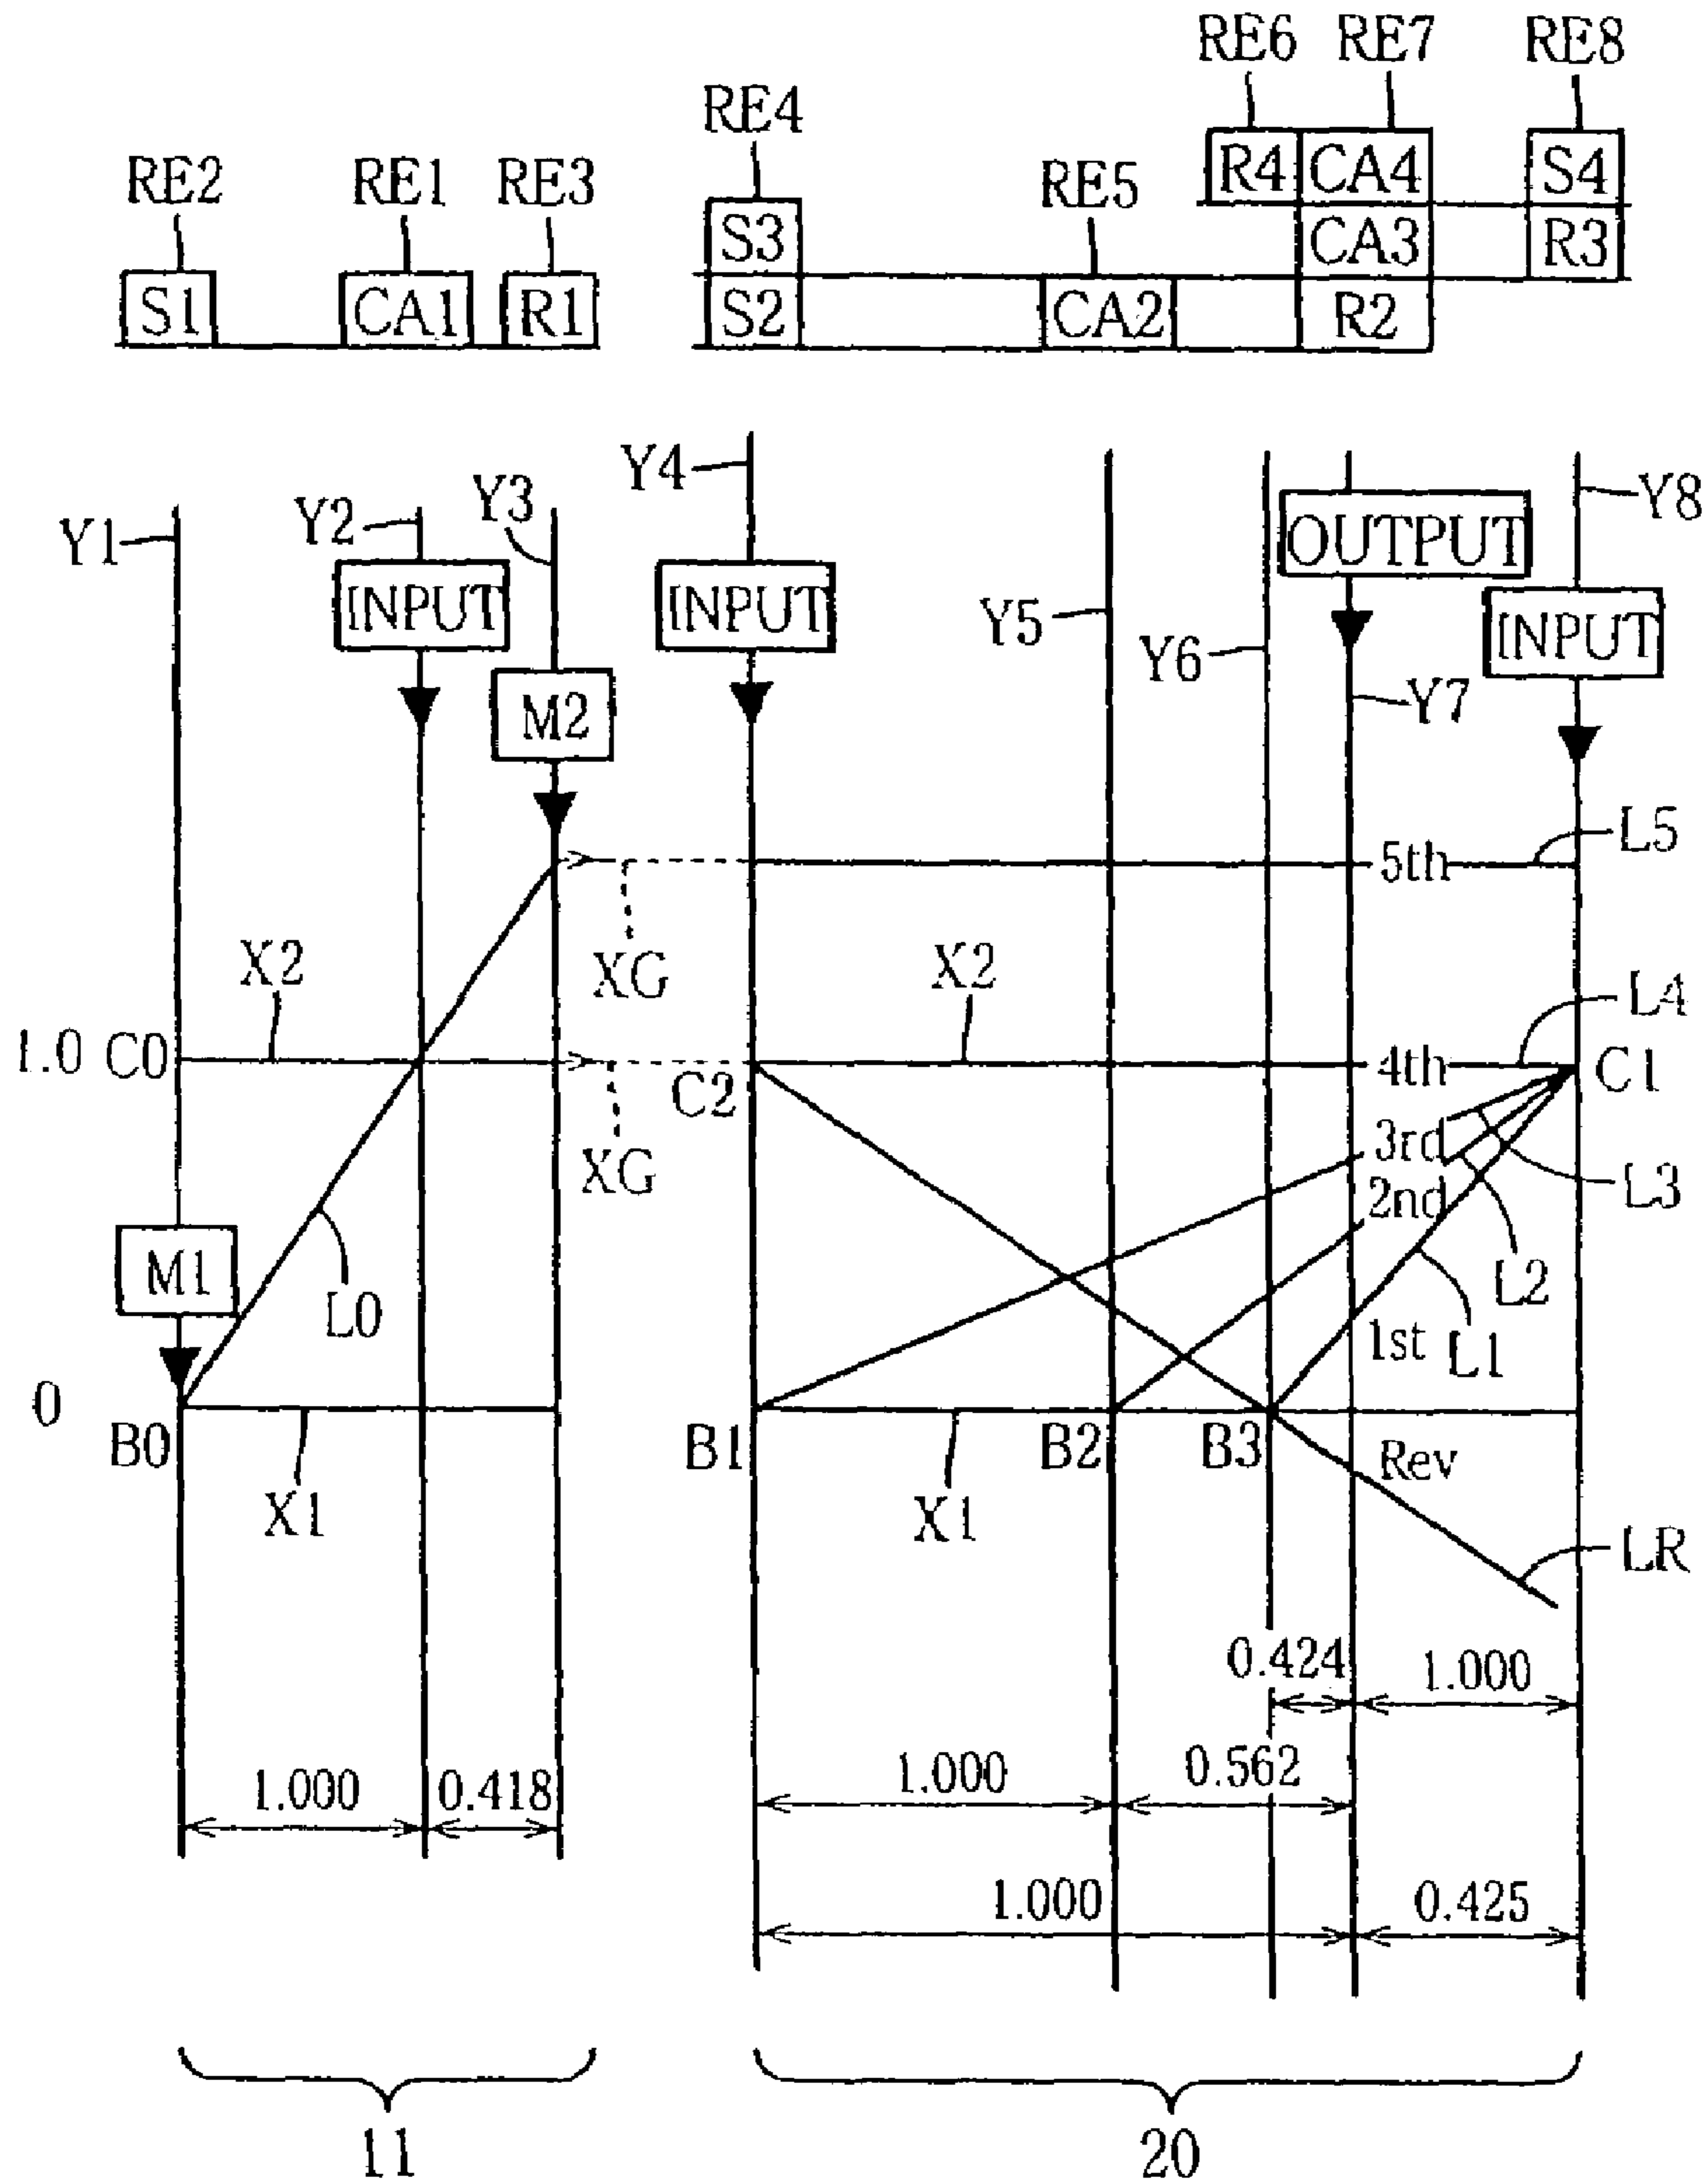 RE6 RE7 RE8
RE4
RE2 RE1 RE3 RE5
R4 CA4 S4
S3 CA3 R3
S1 CA1 R1 S2 CA2 R2
Y4
Y1 Y2 Y3 Y8
OUTPUT
INPUT INPUT Y5 INPUT
Y6
M2 Y7
L5
5th
X2 XG X2
L4
1.0 C0 4th C1
C2
XG 3rd
L3
2nd
M1 L0 L2
1st L1
0
B0 B1 B2 B3
Rev
X1 X1
LR
0.424 1.000
1.000 0.418 1.000 0.562
1.000 0.425
11 20